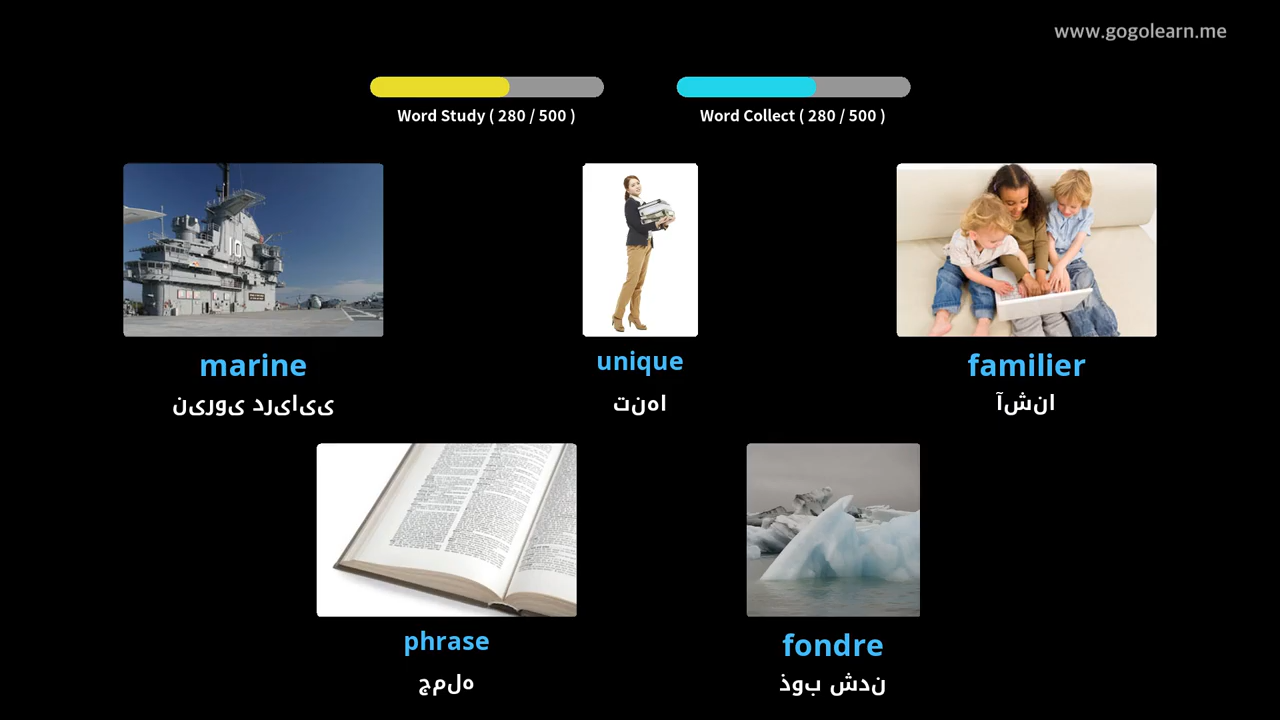 www.gogolearn.me
Word Study ( 280 / 500 )
Word Collect ( 280 / 500 )
marine
ییایرد یورین
unique
اهنت
familier
انشآ
phrase
هلمج
fondre
ندش بوذ